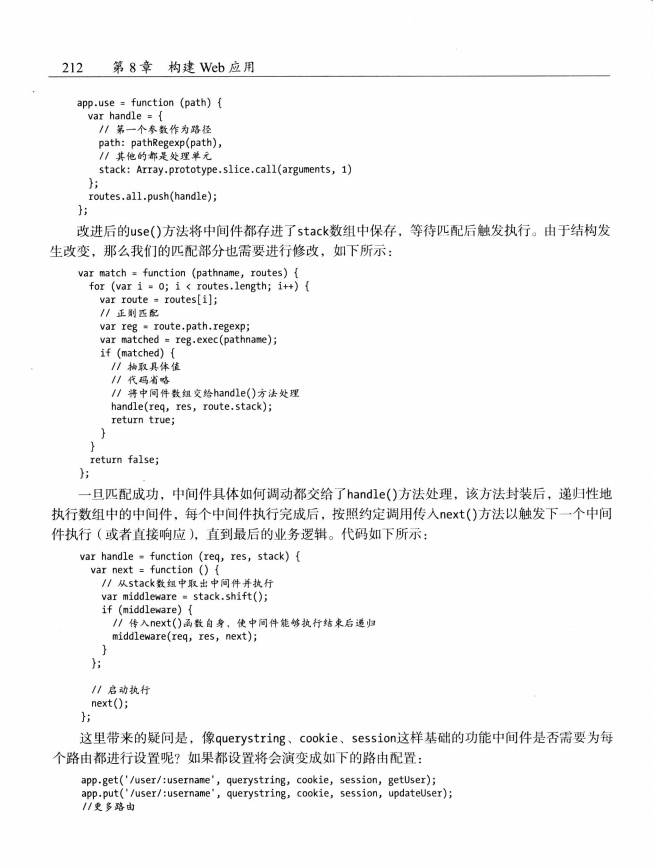 212 第 8 章 构建 Web 应用
app.use = function (path) {
var handle = {
// 第一个参数作为路径
path: pathRegexp(path),
// 其他的都是处理单元
stack: Array.prototype.slice.call(arguments, 1)
};
routes.all.push(handle);
};
改进后的use()方法将中间件都存进了stack数组中保存，等待匹配后触发执行。由于结构发
生改变，那么我们的匹配部分也需要进行修改，如下所示：
var match = function (pathname, routes) {
for (var i = 0; i < routes.length; i++) {
var route = routes[i];
// 正则匹配
var reg = route.path.regexp;
var matched = reg.exec(pathname);
if (matched) {
// 抽取具体值
// 代码省略
// 将中间件数组交给handle()方法处理
handle(req, res, route.stack);
return true;
}
}
return false;
};
一旦匹配成功，中间件具体如何调动都交给了handle()方法处理，该方法封装后，递归性地
执行数组中的中间件，每个中间件执行完成后，按照约定调用传入next()方法以触发下一个中间
件执行（或者直接响应），直到最后的业务逻辑。代码如下所示：
var handle = function (req, res, stack) {
var next = function () {
// 从stack数组中取出中间件并执行
var middleware = stack.shift();
if (middleware) {
// 传入next()函数自身，使中间件能够执行结束后递归
middleware(req, res, next);
}
};
// 启动执行
next();
};
这里带来的疑问是，像querystring、cookie、session这样基础的功能中间件是否需要为每
个路由都进行设置呢？如果都设置将会演变成如下的路由配置：
app.get('/user/:username', querystring, cookie, session, getUser);
app.put('/user/:username', querystring, cookie, session, updateUser);
//更多路由